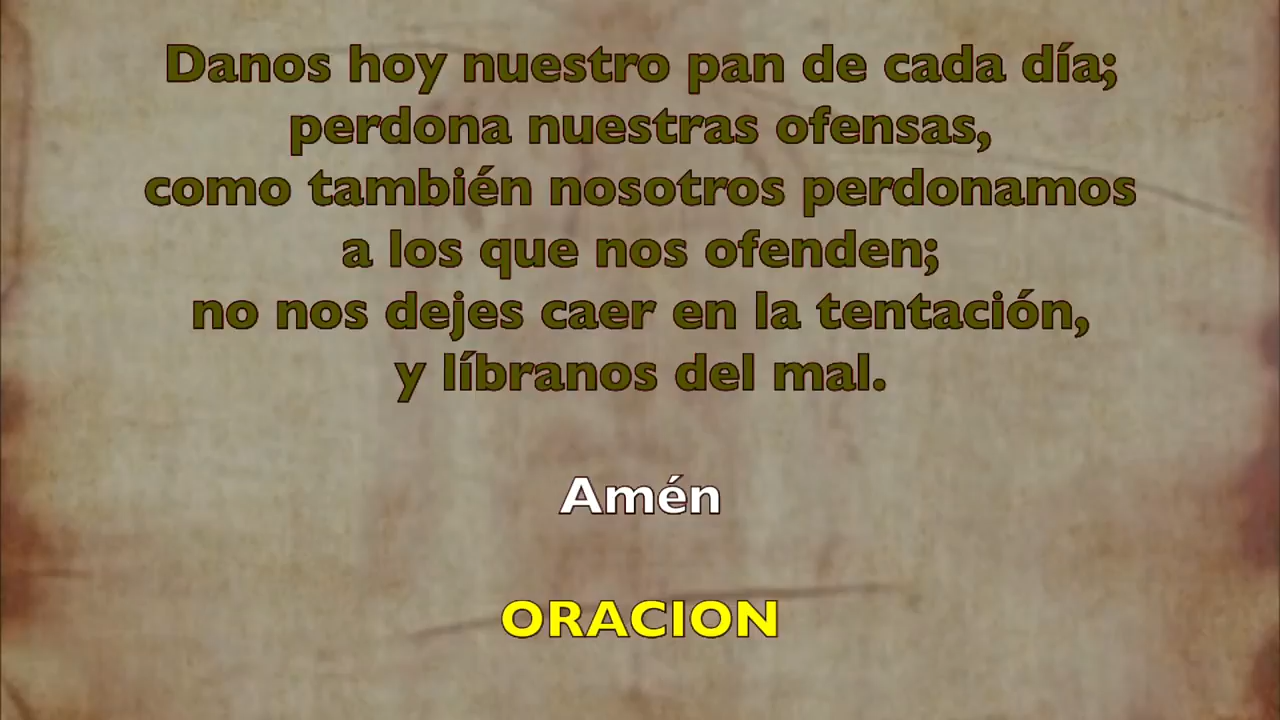 Danos hoy nuestro pan de cada día;
perdona nuestras ofensas,
como también nosotros perdonamos
a los que nos ofenden;
no nos dejes caer en la tentación,
y líbranos del mal.
Amén
ORACION